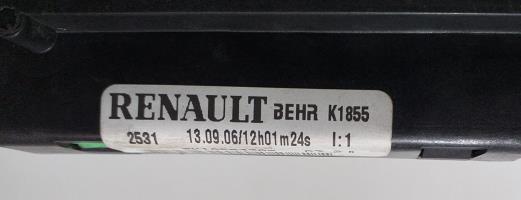 RENAULT BEHR K1855
2531 13.09.06/12h01m24s I:1